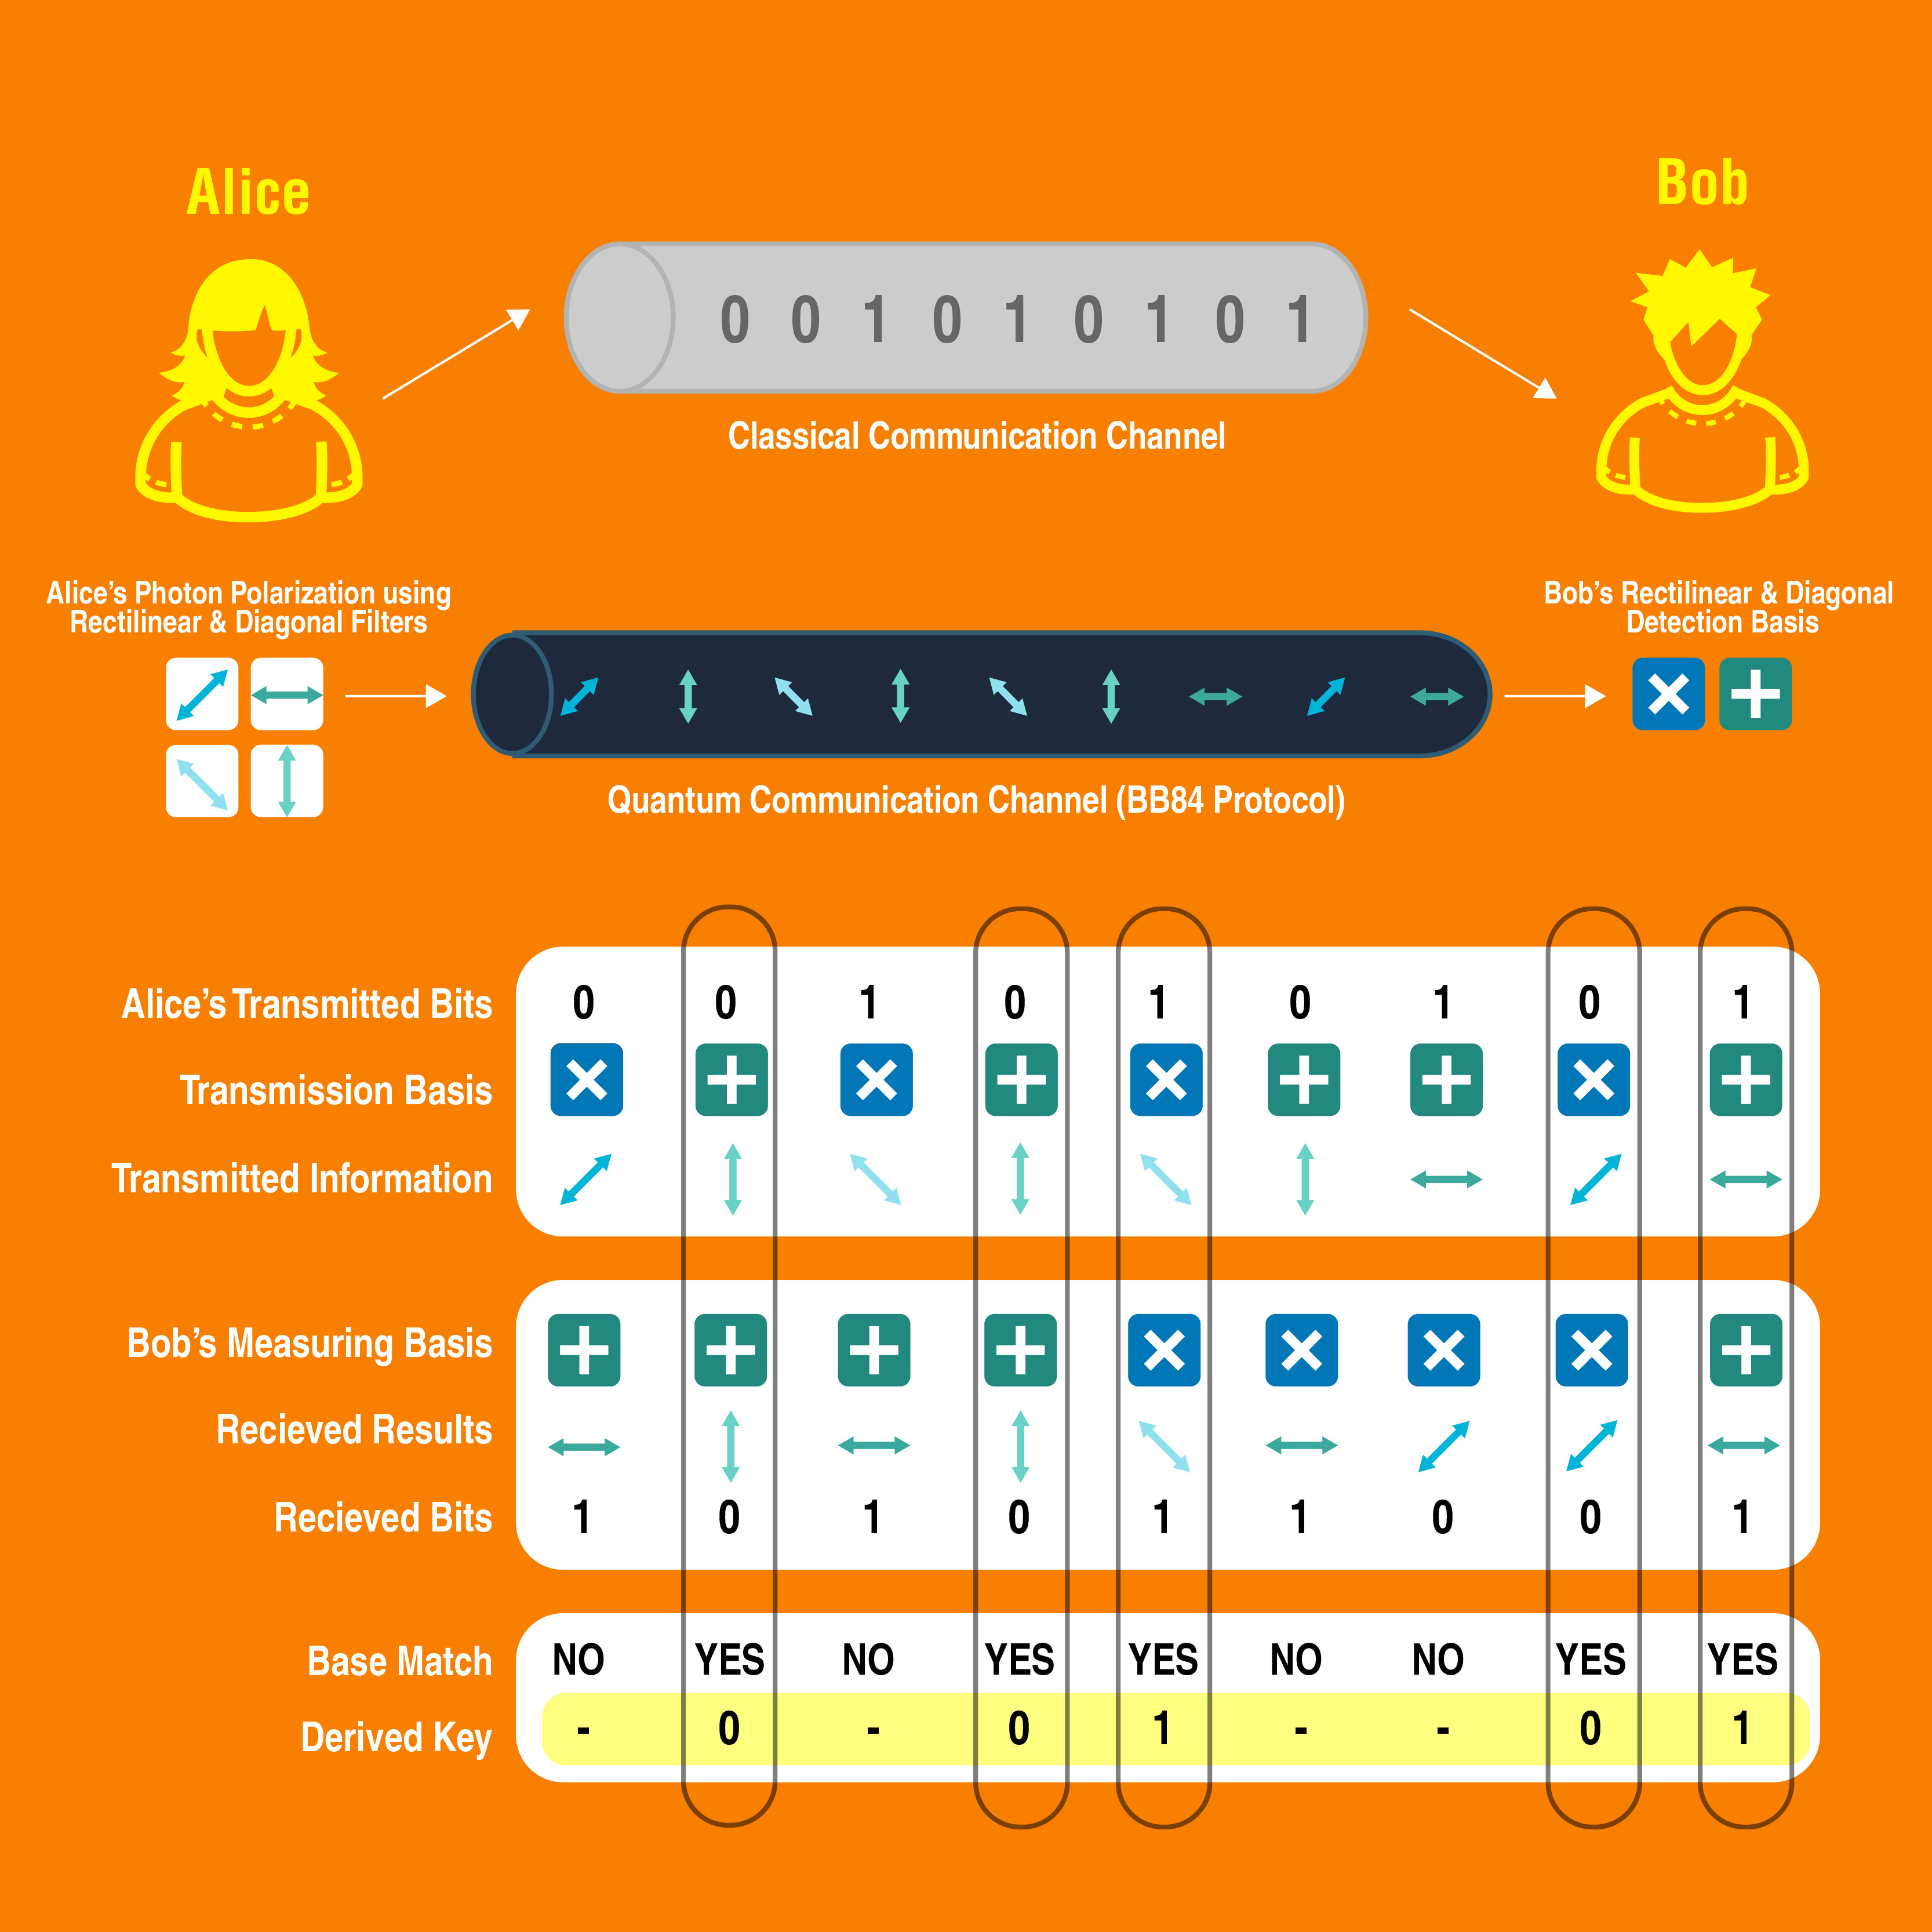 Alice
Bob
0 0 1 0 1 0 1 0 1
Classical Communication Channel
Alice's Photon Polarization using
Rectilinear & Diagonal Filters
Bob's Rectilinear & Diagonal
Detection Basis
Quantum Communication Channel (BB84 Protocol)
Alice's Transmitted Bits 0 0 1 0 1 0 1 0 1
Transmission Basis
Transmitted Information
Bob's Measuring Basis
Recieved Results
Recieved Bits 1 0 1 0 1 1 0 0 1
Base Match NO YES NO YES YES NO NO YES YES
Derived Key - 0 - 0 1 - - 0 1